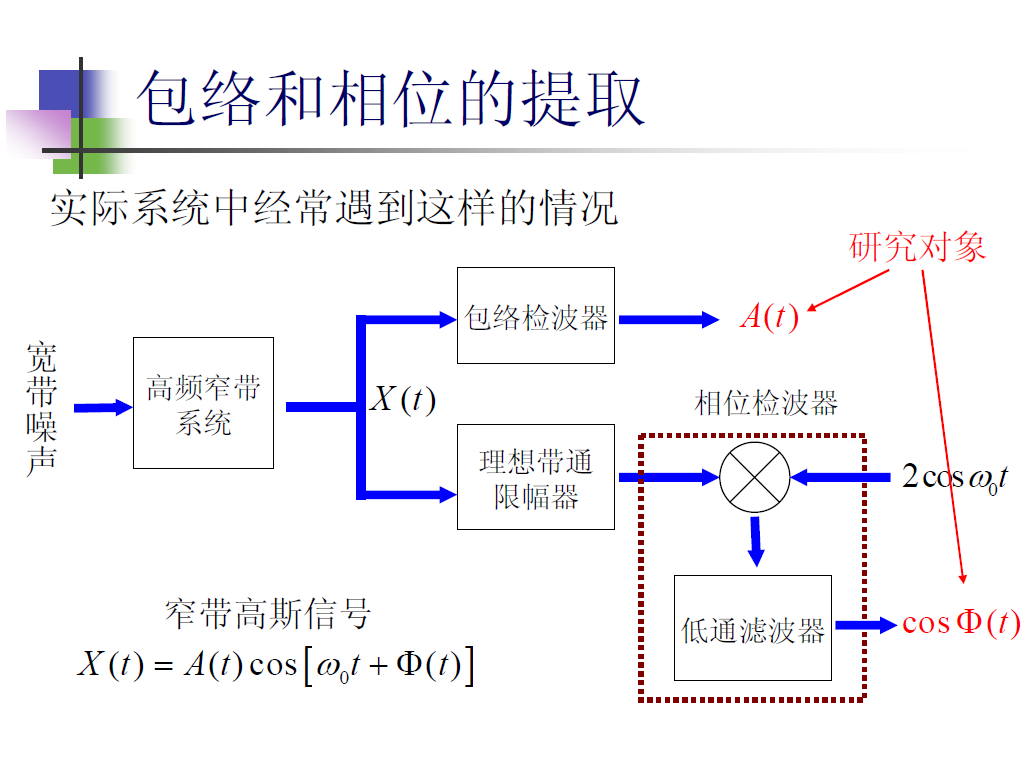 包络和相位的提取
实际系统中经常遇到这样的情况
研究对象
包络检波器
A(t)
宽带噪声
高频窄带
系统
X(t)
相位检波器
理想带通
限幅器
2cosω₀t
窄带高斯信号
X(t) = A(t)cos[ω₀t + Φ(t)]
低通滤波器
cosΦ(t)